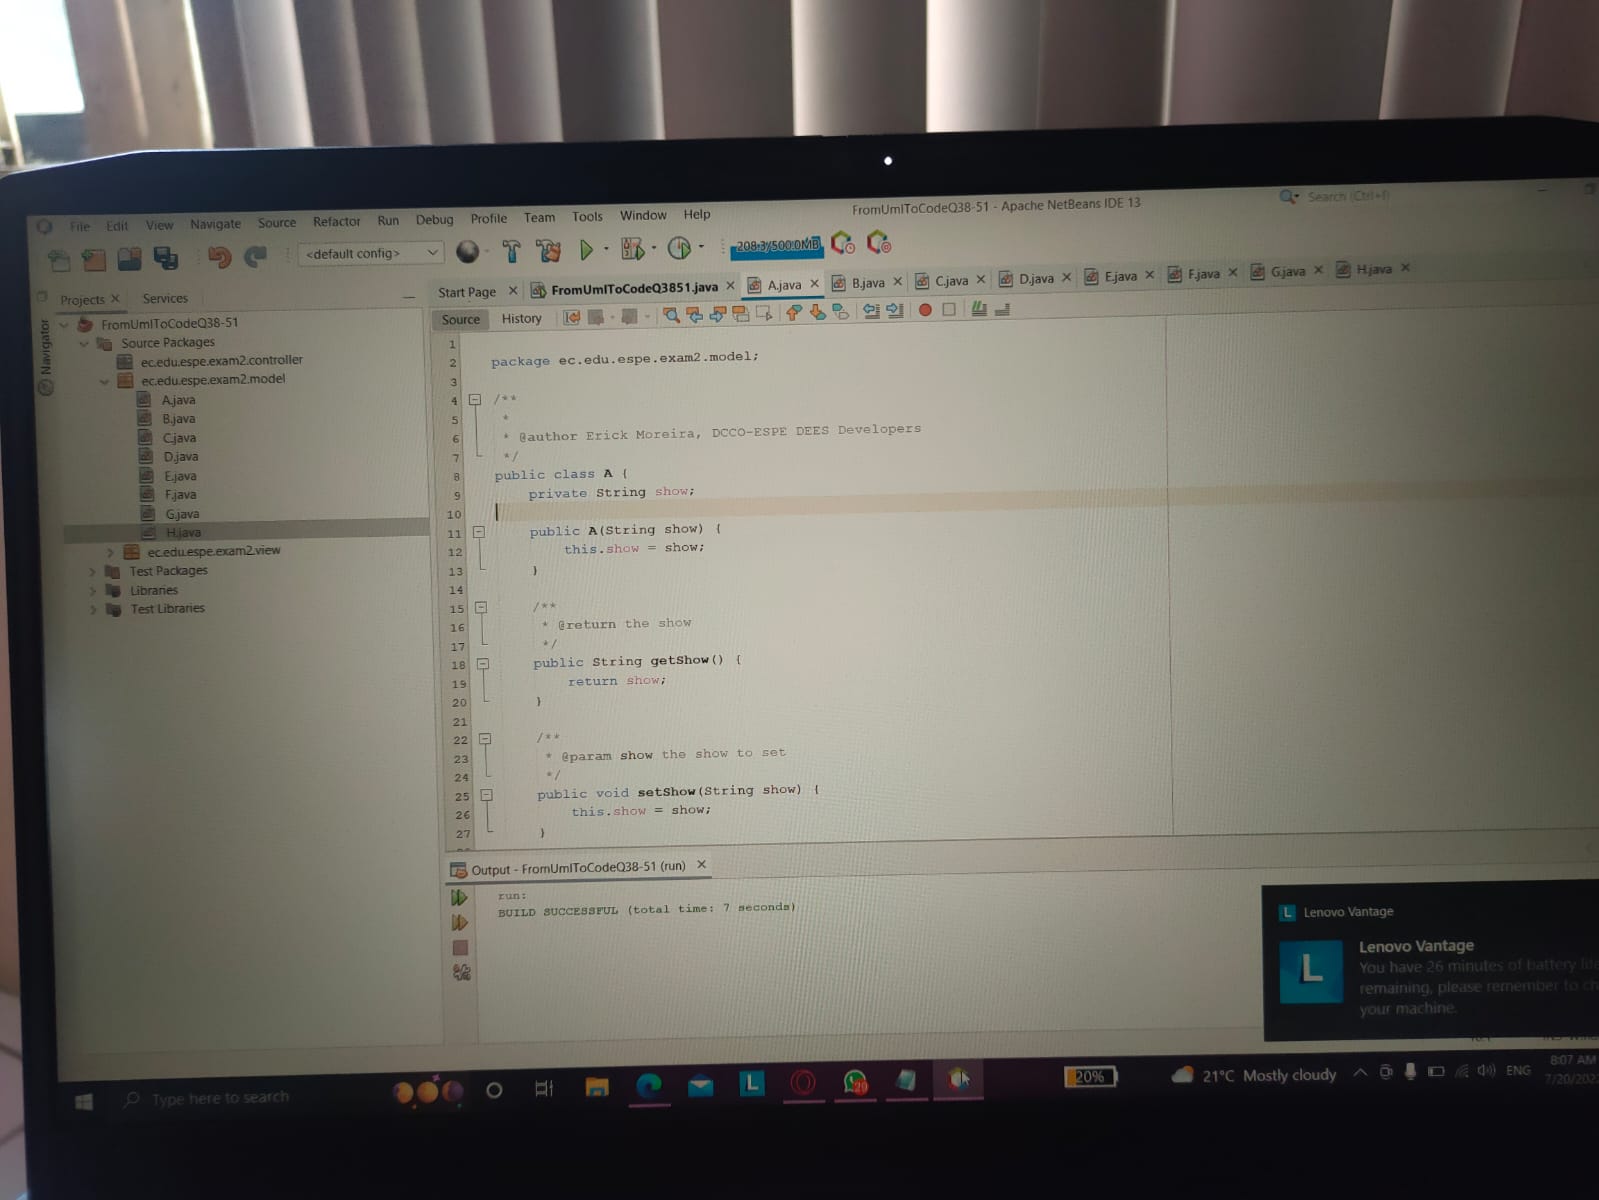 File Edit View Navigate Source Refactor Run Debug Profile Team Tools Window Help
FromUmlToCodeQ38-51 - Apache NetBeans IDE 13
Search (Ctrl+I)
<default config>
208.3/500.0MB
Projects Services
Start Page FromUmlToCodeQ3851.java A.java B.java C.java D.java E.java F.java G.java H.java
Source History
Navigator
FromUmlToCodeQ38-51
Source Packages
ec.edu.espe.exam2.controller
ec.edu.espe.exam2.model
A.java
B.java
C.java
D.java
E.java
F.java
G.java
H.java
ec.edu.espe.exam2.view
Test Packages
Libraries
Test Libraries
1
2 package ec.edu.espe.exam2.model;
3
4 /**
5 *
6 * @author Erick Moreira, DCCO-ESPE DEES Developers
7 */
8 public class A {
9 private String show;
10
11 public A(String show) {
12 this.show = show;
13 }
14
15 /**
16 * @return the show
17 */
18 public String getShow() {
19 return show;
20 }
21
22 /**
23 * @param show the show to set
24 */
25 public void setShow(String show) {
26 this.show = show;
27 }
Output - FromUmlToCodeQ38-51 (run)
run:
BUILD SUCCESSFUL (total time: 7 seconds)
L Lenovo Vantage
L
Lenovo Vantage
You have 26 minutes of battery
remaining, please remember to
your machine.
Type here to search
L
29
20%
21°C Mostly cloudy
ENG
8:07 AM
7/20/202